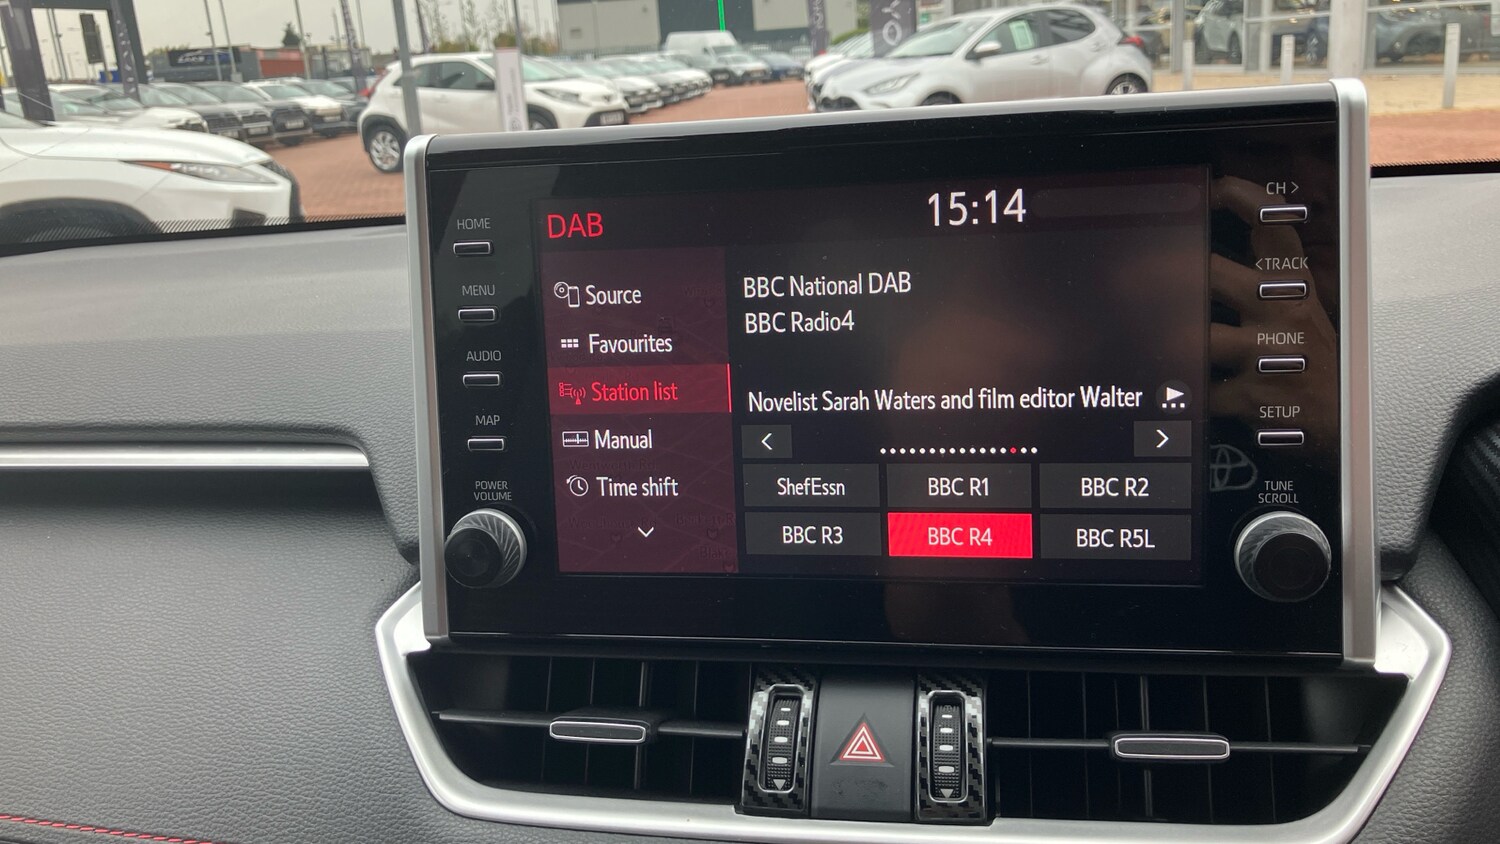 HOME
MENU
AUDIO
MAP
POWER
VOLUME
DAB
15:14
Source
Favourites
Station list
Manual
Time shift
BBC National DAB
BBC Radio4
Novelist Sarah Waters and film editor Walter
ShefEssn
BBC R1
BBC R2
BBC R3
BBC R4
BBC R5L
CH >
<TRACK
PHONE
SETUP
TUNE
SCROLL